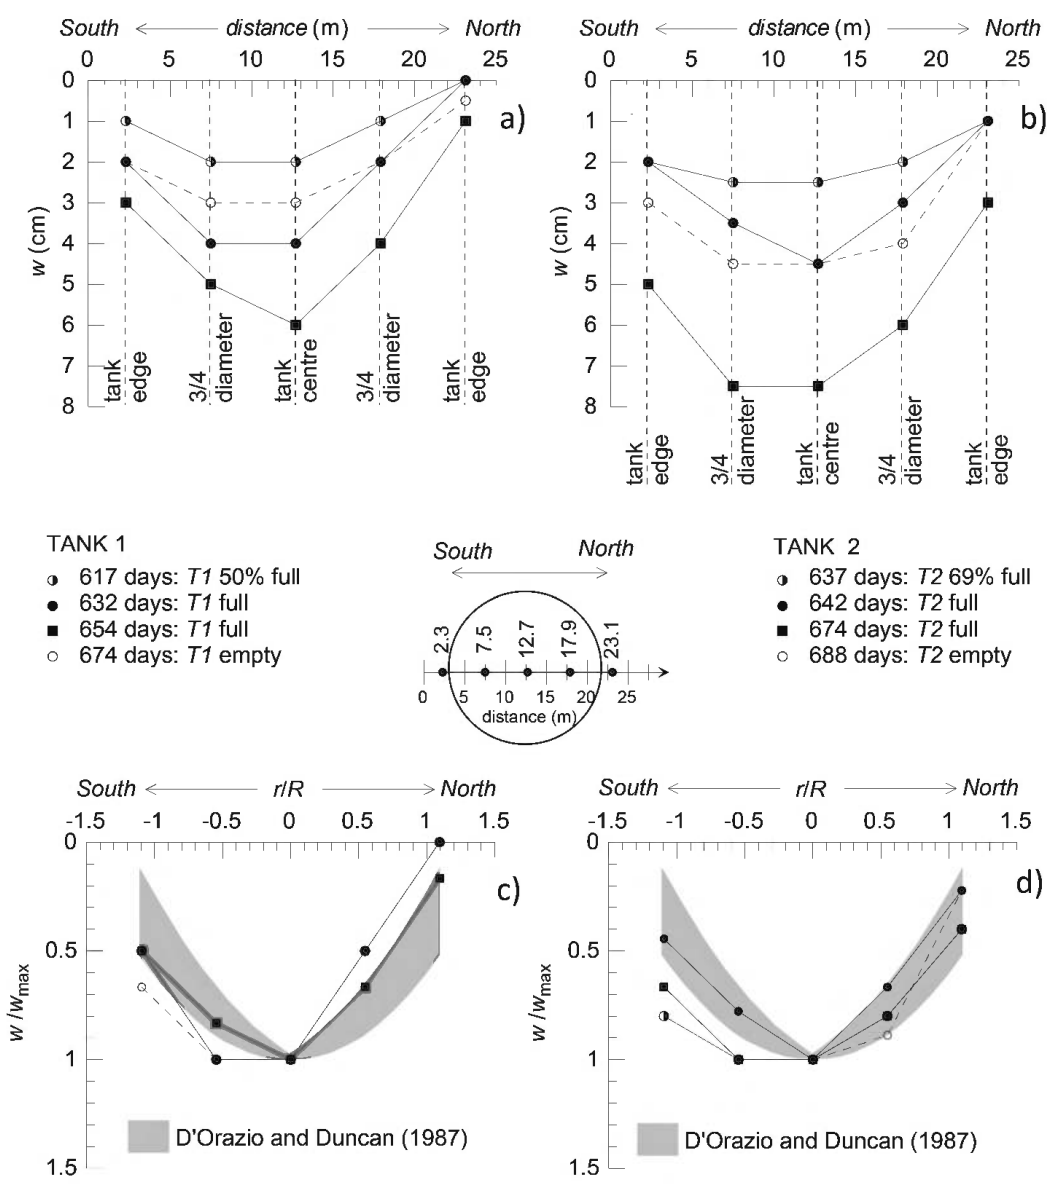 South distance (m) North
0 5 10 15 20 25
0
1
2
3
4
5
6
7
8
w (cm)
a)
tank edge
3/4 diameter
tank centre
3/4 diameter
tank edge
South distance (m) North
0 5 10 15 20 25
0
1
2
3
4
5
6
7
8
w (cm)
b)
tank edge
3/4 diameter
tank centre
3/4 diameter
tank edge
TANK 1
617 days: T1 50% full
632 days: T1 full
654 days: T1 full
674 days: T1 empty
South North
2.3 7.5 12.7 17.9 23.1
0 5 10 15 20 25
distance (m)
TANK 2
637 days: T2 69% full
642 days: T2 full
674 days: T2 full
688 days: T2 empty
South r/R North
-1.5 -1 -0.5 0 0.5 1 1.5
0
0.5
1
1.5
w/wmax
c)
D'Orazio and Duncan (1987)
South r/R North
-1.5 -1 -0.5 0 0.5 1 1.5
0
0.5
1
1.5
w/wmax
d)
D'Orazio and Duncan (1987)